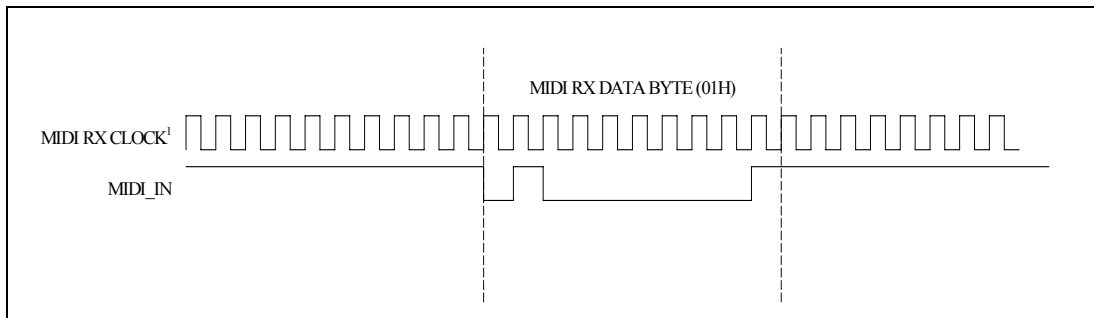 MIDI RX DATA BYTE (01H)
MIDI RX CLOCK¹
MIDI_IN